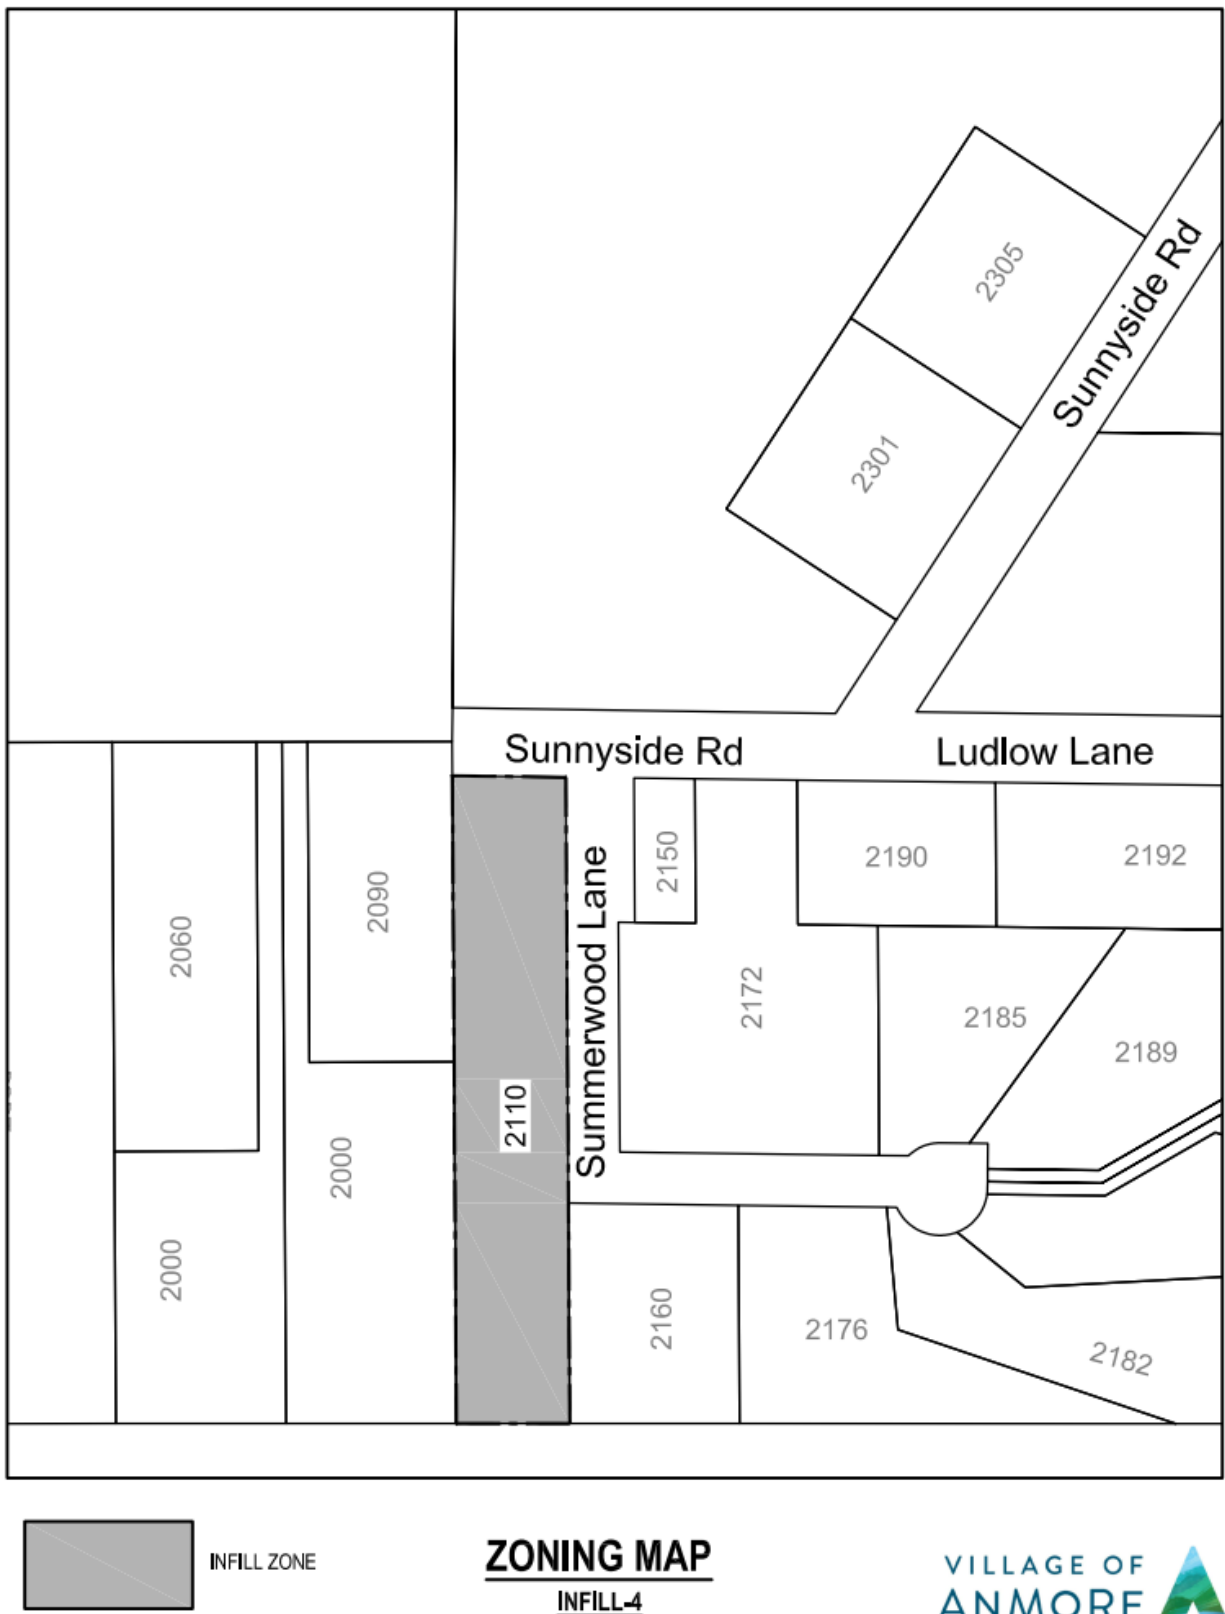 2305
Sunnyside Rd
2301
Sunnyside Rd
Ludlow Lane
2150
2190
2192
2090
2060
Summerwood Lane
2172
2185
2189
2110
2000
2000
2160
2176
2182
INFILL ZONE
ZONING MAP
INFILL-4
VILLAGE OF
ANMORE